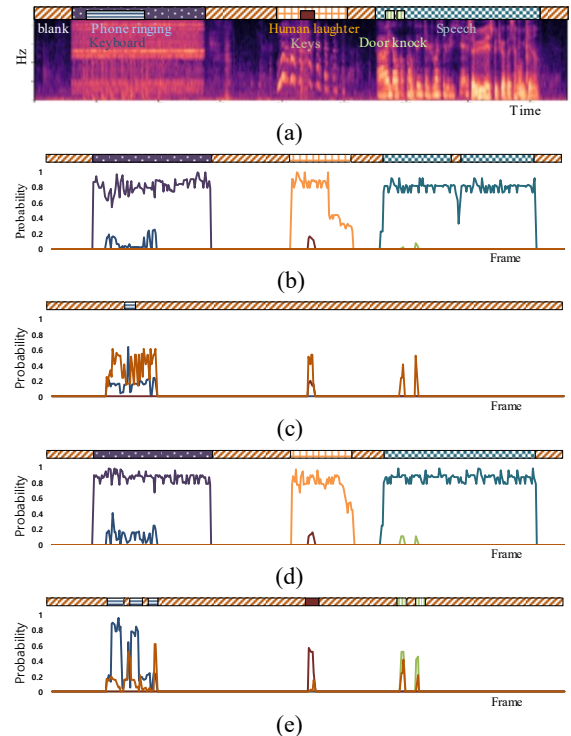 blank Phone ringing Human laughter Speech
Keyboard Keys Door knock
Hz
Time
(a)
Probability
1
0.8
0.6
0.4
0.2
0
Frame
(b)
Probability
1
0.8
0.6
0.4
0.2
0
Frame
(c)
Probability
1
0.8
0.6
0.4
0.2
0
Frame
(d)
Probability
1
0.8
0.6
0.4
0.2
0
Frame
(e)